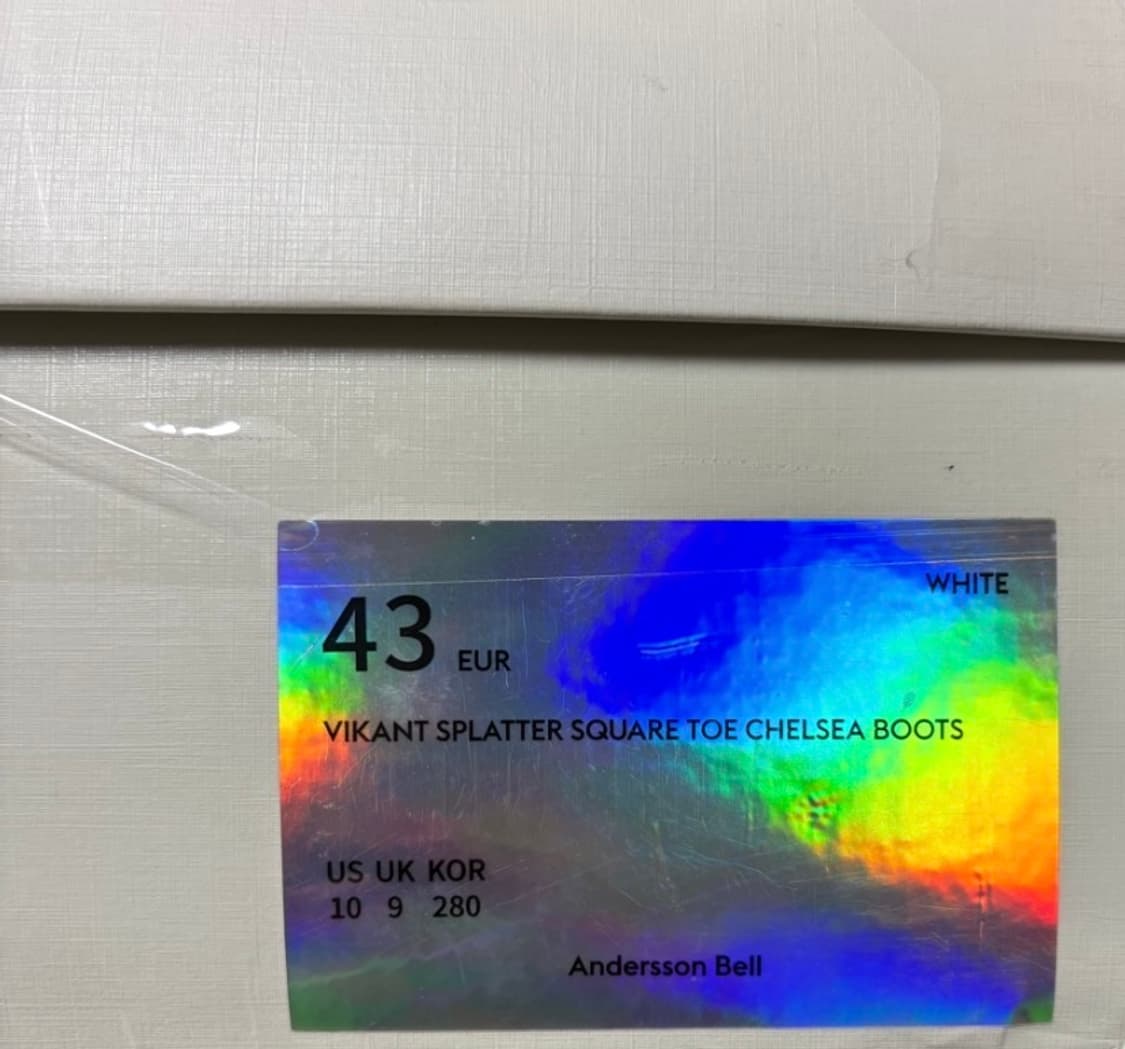 WHITE
43 EUR
VIKANT SPLATTER SQUARE TOE CHELSEA BOOTS
US UK KOR
10 9 280
Andersson Bell